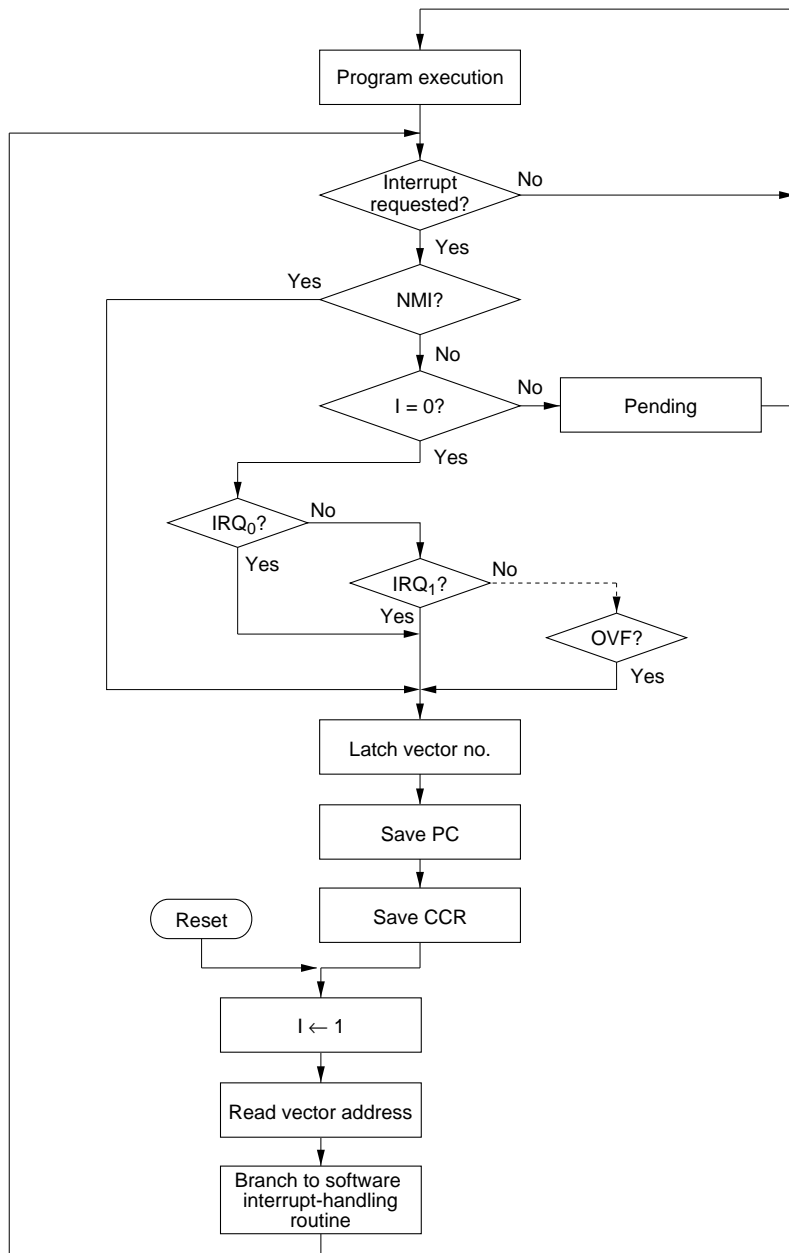 Program execution
Interrupt
requested?
No
Yes
Yes
NMI?
No
I = 0?
No
Pending
Yes
IRQ0?
No
Yes
IRQ1?
No
Yes
OVF?
Yes
Latch vector no.
Save PC
Save CCR
Reset
I ← 1
Read vector address
Branch to software
interrupt-handling
routine